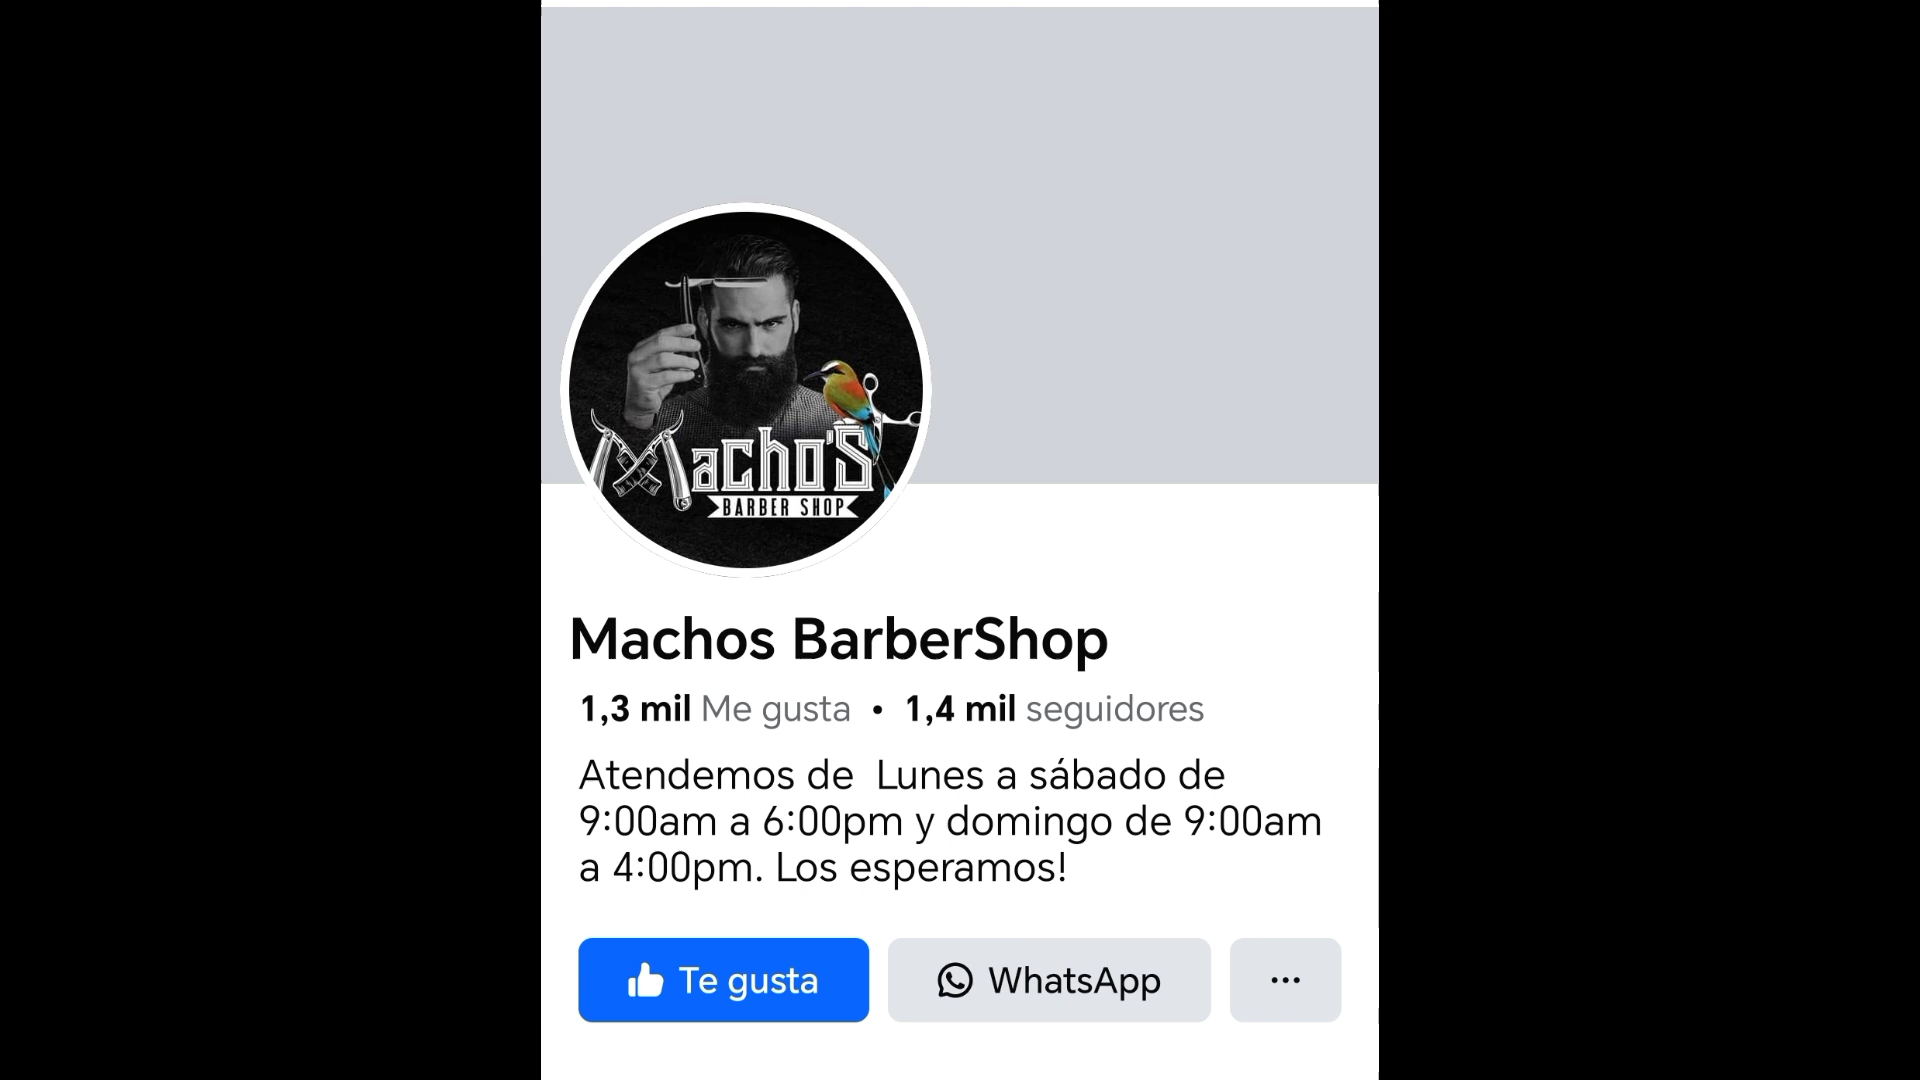 Macho's
BARBER SHOP
Machos BarberShop
1,3 mil Me gusta • 1,4 mil seguidores
Atendemos de  Lunes a sábado de
9:00am a 6:00pm y domingo de 9:00am
a 4:00pm. Los esperamos!
Te gusta
WhatsApp
...